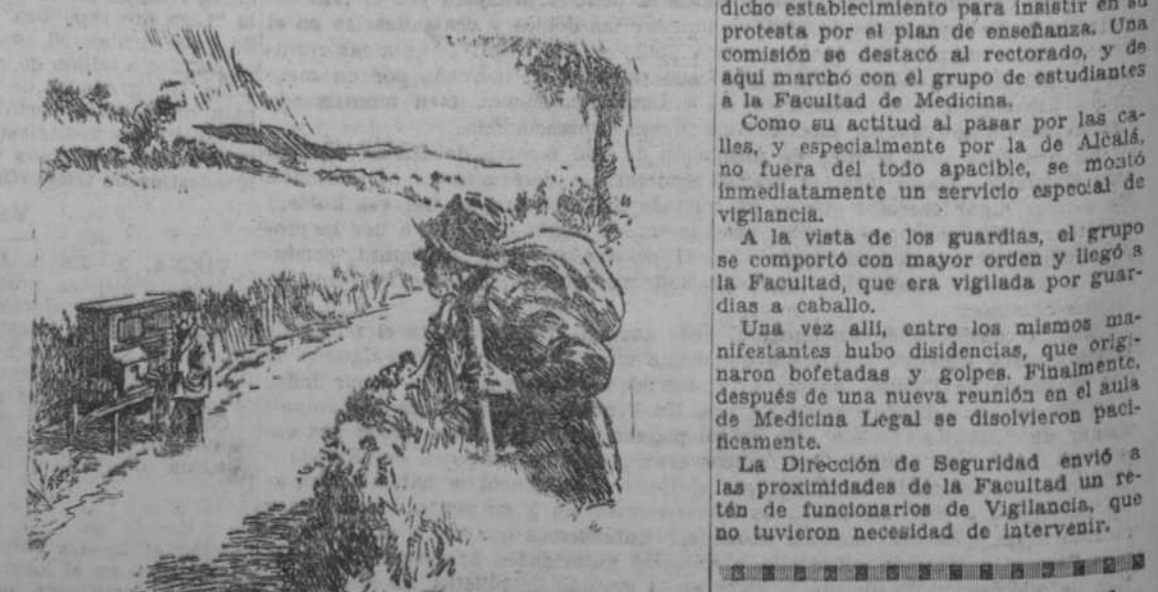 dicho establecimiento para insistir en su
protesta por el plan de enseñanza. Una
comisión se destacó al rectorado, y de
aquí marchó con el grupo de estudiantes
a la Facultad de Medicina.
Como su actitud al pasar por las ca-
lles, y especialmente por la de Alcalá,
no fuera del todo apacible, se montó
inmediatamente un servicio especial de
vigilancia.
A la vista de los guardias, el grupo
se comportó con mayor orden y llegó a
la Facultad, que era vigilada por guar-
dias a caballo.
Una vez allí, entre los mismos ma-
nifestantes hubo disidencias, que origi-
naron bofetadas y golpes. Finalmente,
después de una nueva reunión en el aula
de Medicina Legal se disolvieron pací-
ficamente.
La Dirección de Seguridad envió a
las proximidades de la Facultad un re-
tén de funcionarios de Vigilancia, que
no tuvieron necesidad de intervenir.